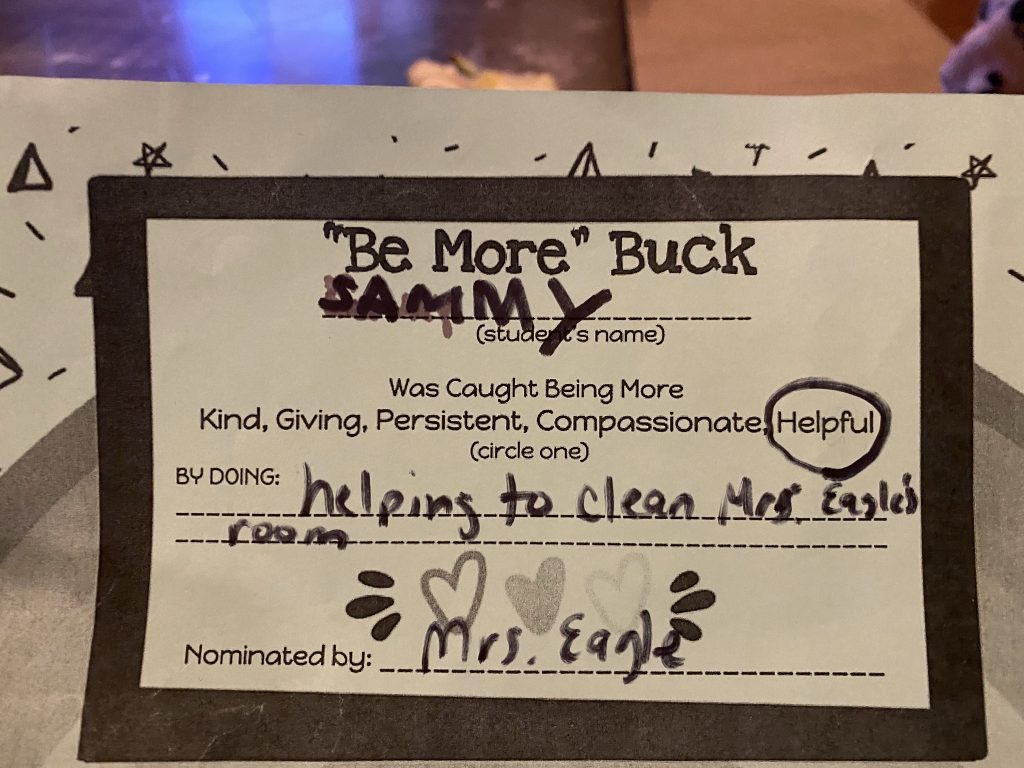 "Be More" Buck
SAMMY
(student's name)
Was Caught Being More
Kind, Giving, Persistent, Compassionate, Helpful
(circle one)
BY DOING: helping to clean Mrs. Eagle's
room
Nominated by: Mrs. Eagle